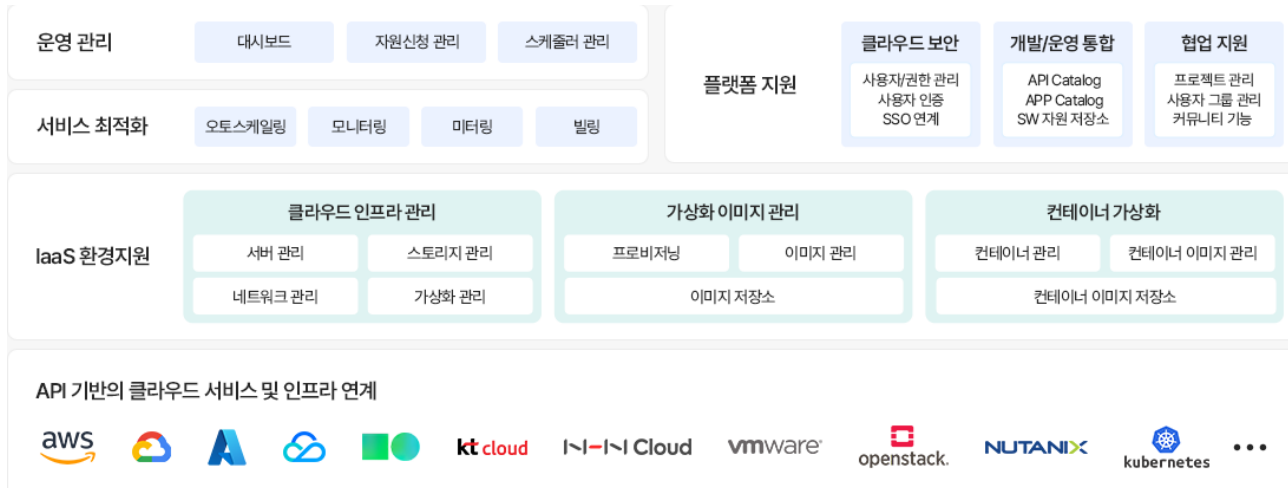 운영 관리
대시보드
자원신청 관리
스케줄러 관리
서비스 최적화
오토스케일링
모니터링
미터링
빌링
플랫폼 지원
클라우드 보안
사용자/권한 관리
사용자 인증
SSO 연계
개발/운영 통합
API Catalog
APP Catalog
SW 자원 저장소
협업 지원
프로젝트 관리
사용자 그룹 관리
커뮤니티 기능
IaaS 환경지원
클라우드 인프라 관리
서버 관리
스토리지 관리
네트워크 관리
가상화 관리
가상화 이미지 관리
프로비저닝
이미지 관리
이미지 저장소
컨테이너 가상화
컨테이너 관리
컨테이너 이미지 관리
컨테이너 이미지 저장소
API 기반의 클라우드 서비스 및 인프라 연계
aws
kt cloud
NHN Cloud
vmware
openstack.
NUTANIX
kubernetes